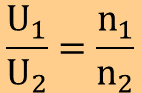 U₁/U₂ = n₁/n₂